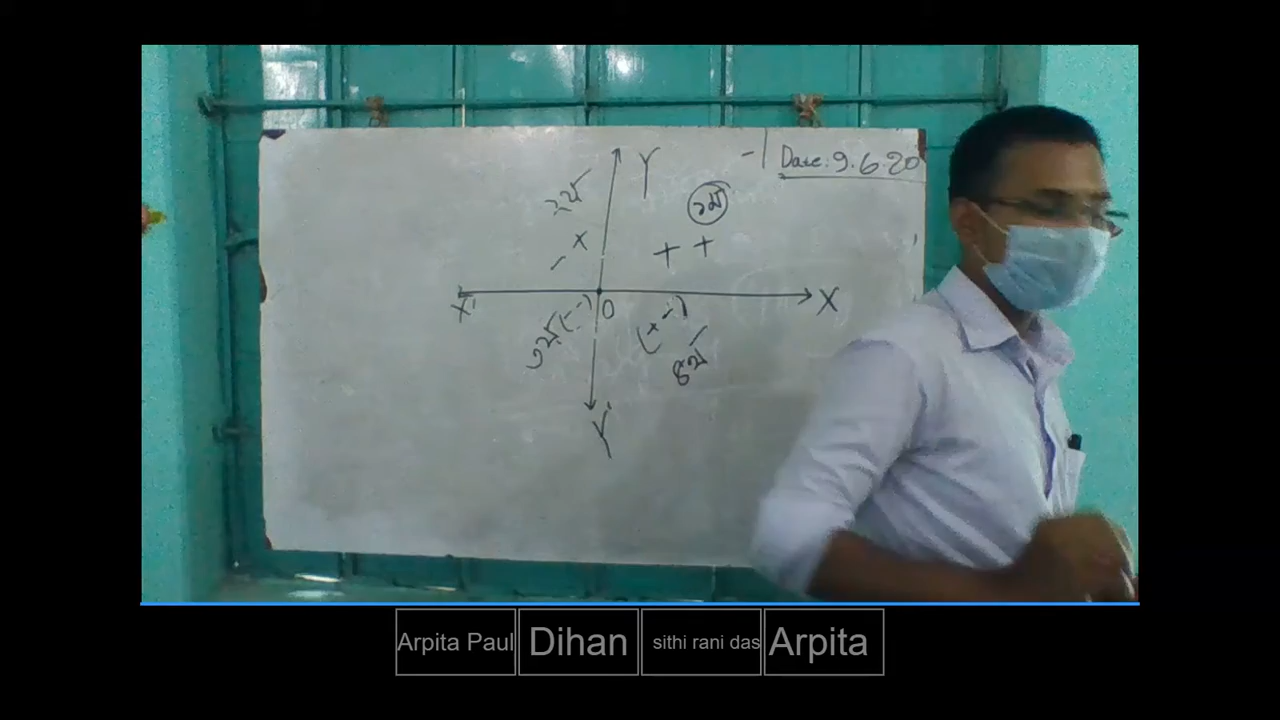 Date: 9.6.20
Y
২য়
১ম
- x
+ +
X'
O
X
৩য় (- -)
(+ -)
৪র্থ
Y'
Arpita Paul
Dihan
sithi rani das
Arpita